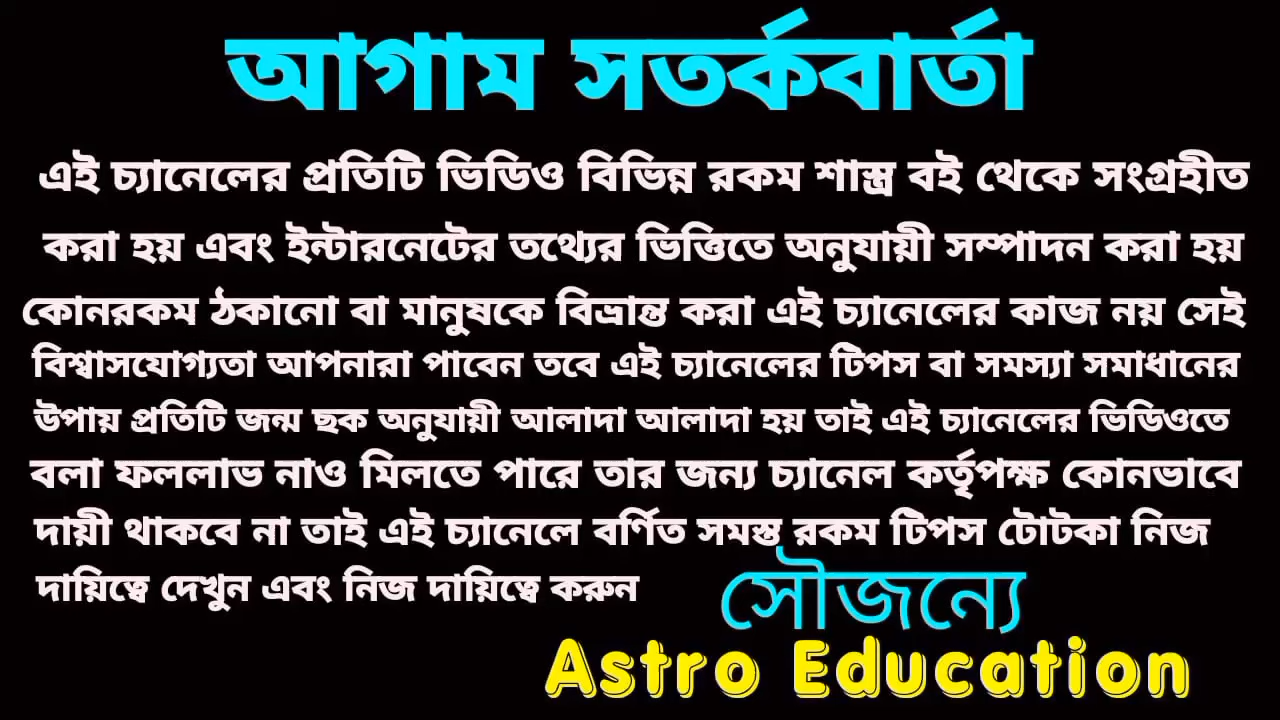 আগাম সতর্কবার্তা
এই চ্যানেলের প্রতিটি ভিডিও বিভিন্ন রকম শাস্ত্র বই থেকে সংগ্রহীত
করা হয় এবং ইন্টারনেটের তথ্যের ভিত্তিতে অনুযায়ী সম্পাদন করা হয়
কোনরকম ঠকানো বা মানুষকে বিভ্রান্ত করা এই চ্যানেলের কাজ নয় সেই
বিশ্বাসযোগ্যতা আপনারা পাবেন তবে এই চ্যানেলের টিপস বা সমস্যা সমাধানের
উপায় প্রতিটি জন্ম ছক অনুযায়ী আলাদা আলাদা হয় তাই এই চ্যানেলের ভিডিওতে
বলা ফললাভ নাও মিলতে পারে তার জন্য চ্যানেল কর্তৃপক্ষ কোনভাবে
দায়ী থাকবে না তাই এই চ্যানেলে বর্ণিত সমস্ত রকম টিপস টোটকা নিজ
দায়িত্বে দেখুন এবং নিজ দায়িত্বে করুন
সৌজন্যে
Astro Education